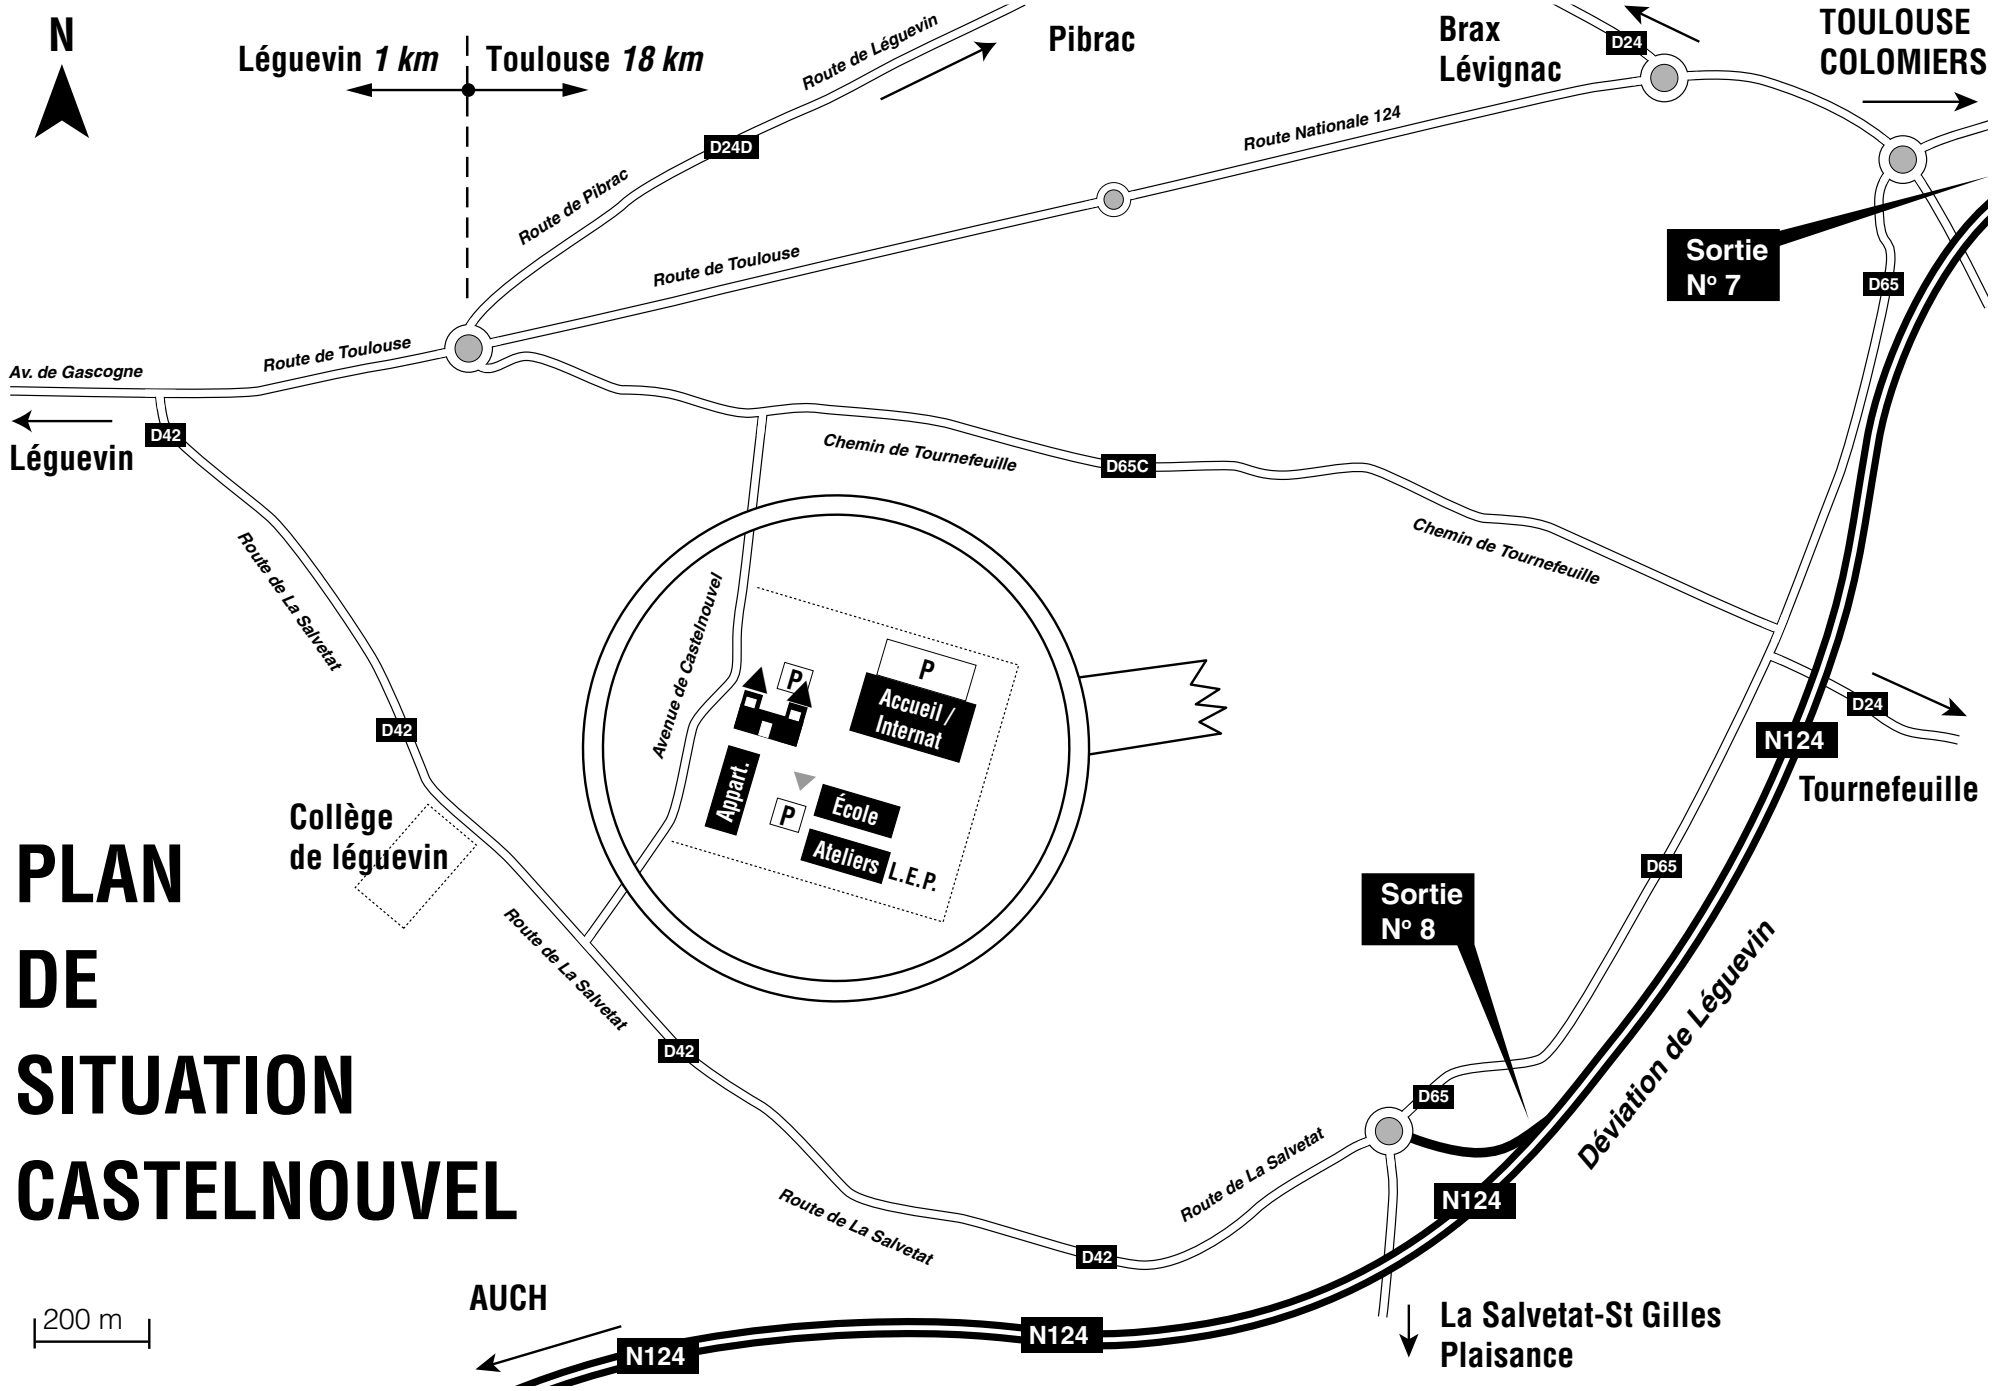 N
Léguevin 1 km
Toulouse 18 km
Route de Léguevin
Pibrac
Brax
Lévignac
D24
TOULOUSE
COLOMIERS
D24D
Route de Pibrac
Route Nationale 124
Route de Toulouse
Sortie
Nº 7
D65
Route de Toulouse
Av. de Gascogne
D42
Léguevin
Chemin de Tournefeuille
D65C
Chemin de Tournefeuille
Route de La Salvetat
Avenue de Castelnouvel
P
P
Accueil /
Internat
D24
D42
N124
Tournefeuille
Appart.
P
École
Ateliers
L.E.P.
Collège
de léguevin
D65
Sortie
Nº 8
PLAN
DE
SITUATION
CASTELNOUVEL
Route de La Salvetat
D42
Déviation de Léguevin
D65
Route de La Salvetat
N124
Route de La Salvetat
D42
AUCH
200 m
N124
N124
La Salvetat-St Gilles
Plaisance